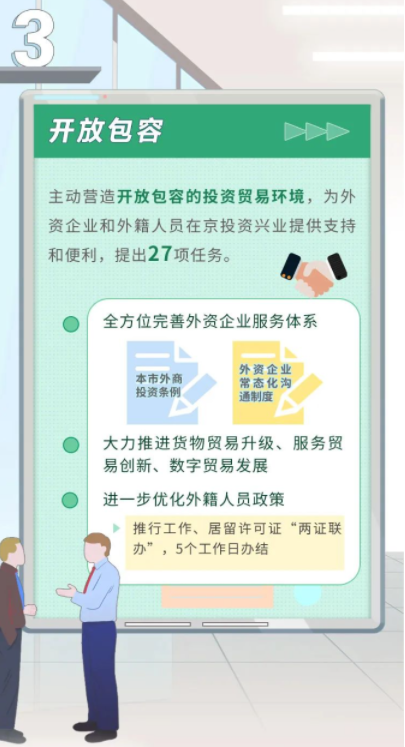 3
开放包容
主动营造开放包容的投资贸易环境，为外
资企业和外籍人员在京投资兴业提供支持
和便利，提出27项任务。
全方位完善外资企业服务体系
本市外商
投资条例
外资企业
常态化沟
通制度
大力推进货物贸易升级、服务贸
易创新、数字贸易发展
进一步优化外籍人员政策
推行工作、居留许可证“两证联
办”，5个工作日办结